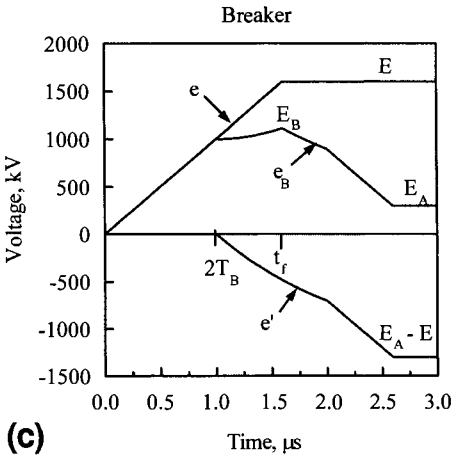 Breaker
Voltage, kV
2000
1500
1000
500
0
-500
-1000
-1500
E
e
E_B
e_B
E_A
2T_B
t_f
e'
E_A - E
0.0 0.5 1.0 1.5 2.0 2.5 3.0
(c)
Time, μs